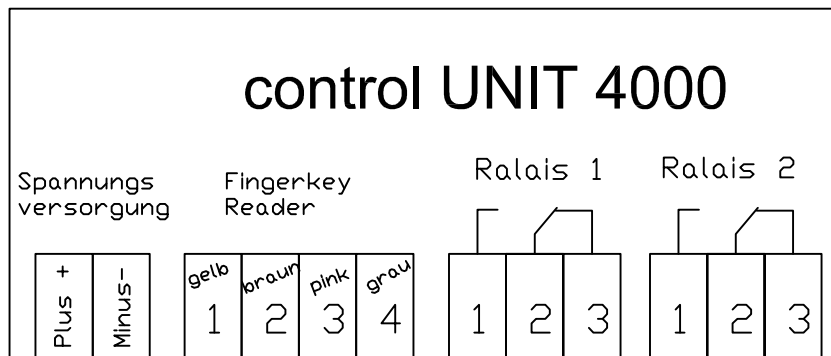 control UNIT 4000
Spannungs
versorgung
Fingerkey
Reader
Ralais 1
Ralais 2
Plus +
Minus-
gelb
braun
pink
grau
1 2 3 4
1 2 3
1 2 3